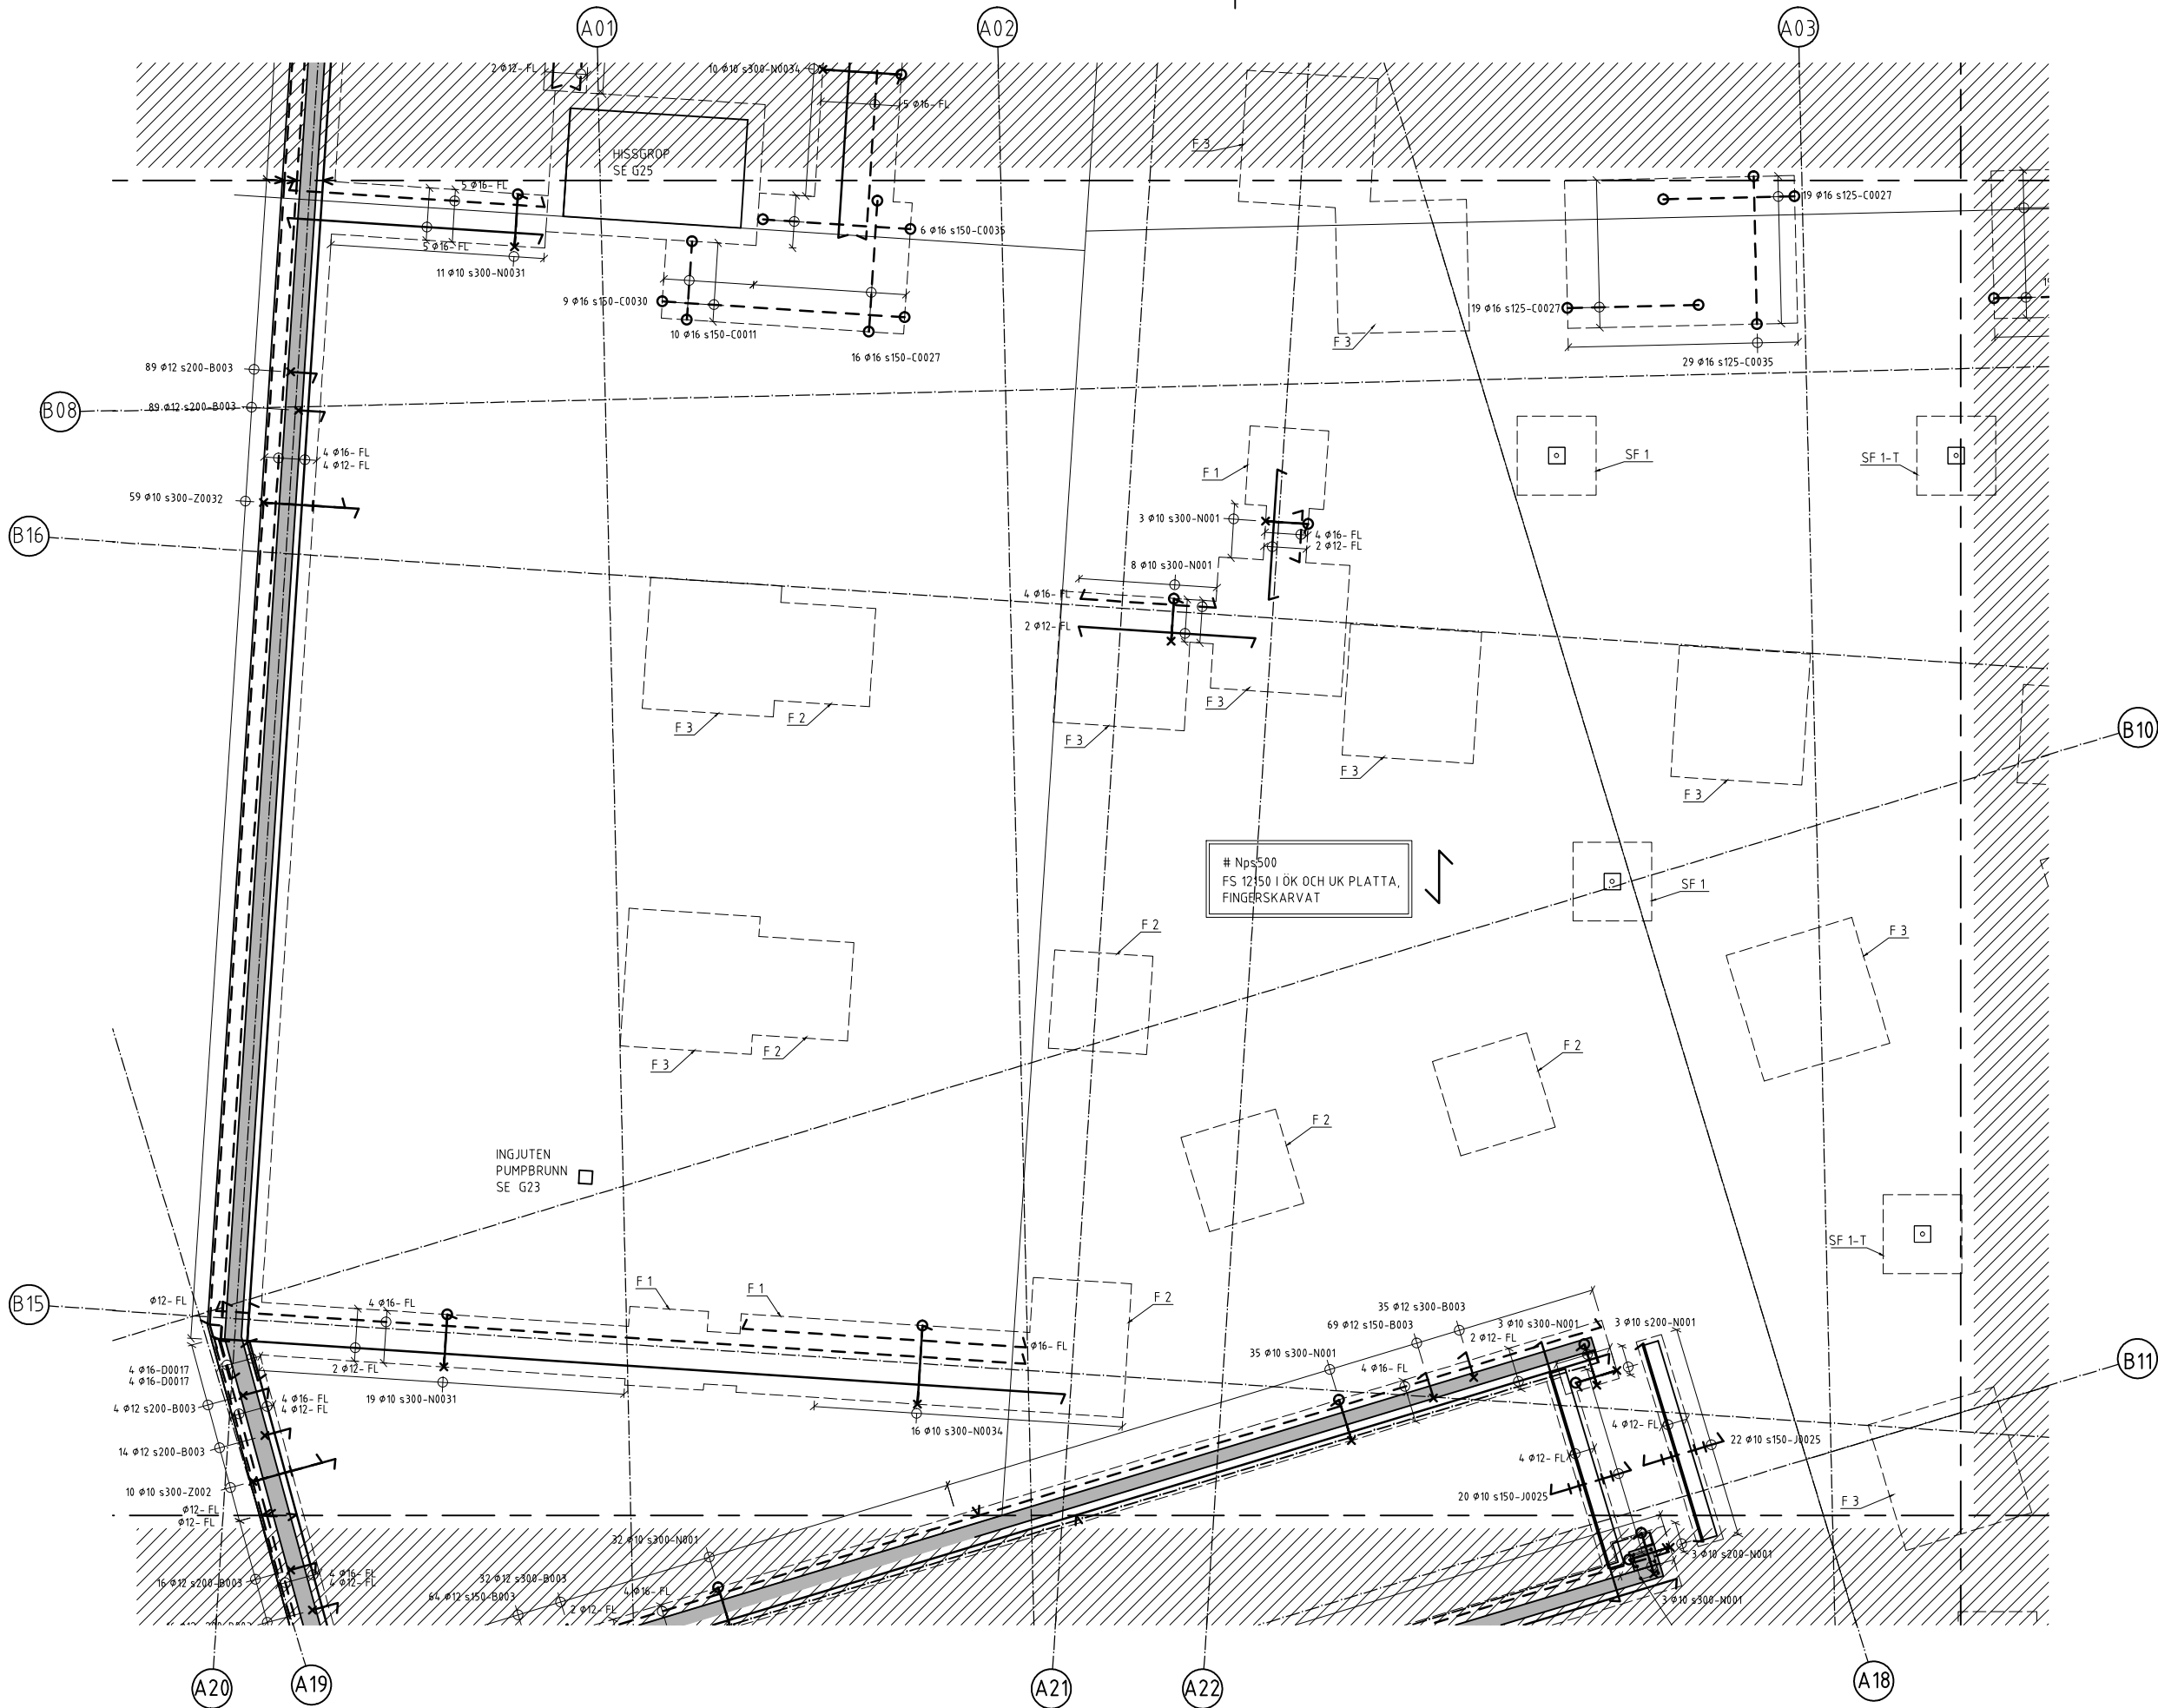 A01
A02
A03
2 Φ12- FL
10 Φ10 s300-N0034
5 Φ16- FL
HISSGROP
SE G25
F 3
5 Φ16- FL
5 Φ16- FL
11 Φ10 s300-N0031
6 Φ16 s150-C0035
19 Φ16 s125-C0027
9 Φ16 s150-C0030
10 Φ16 s150-C0011
16 Φ16 s150-C0027
F 3
19 Φ16 s125-C0027
29 Φ16 s125-C0035
89 Φ12 s200-B003
B08
89 Φ12 s200-B003
4 Φ16- FL
4 Φ12- FL
59 Φ10 s300-Z0032
F 1
SF 1
SF 1-T
B16
3 Φ10 s300-N001
4 Φ16- FL
2 Φ12- FL
8 Φ10 s300-N001
4 Φ16- FL
2 Φ12- FL
F 3
F 2
F 3
F 3
F 3
F 3
B10
# Nps500
FS 12150 I ÖK OCH UK PLATTA,
FINGERSKARVAT
SF 1
F 2
F 3
F 3
F 2
F 2
F 2
INGJUTEN
PUMPBRUNN
SE G23
SF 1-T
B15
Φ12- FL
4 Φ16- FL
F 1
F 1
F 2
2 Φ12- FL
19 Φ10 s300-N0031
Φ16- FL
16 Φ10 s300-N0034
35 Φ12 s300-B003
69 Φ12 s150-B003
3 Φ10 s300-N001
2 Φ12- FL
3 Φ10 s200-N001
35 Φ10 s300-N001
4 Φ16- FL
B11
4 Φ16-D0017
4 Φ16-D0017
4 Φ16- FL
4 Φ12- FL
4 Φ12 s200-B003
14 Φ12 s200-B003
10 Φ10 s300-Z002
Φ12- FL
Φ12- FL
4 Φ12- FL
4 Φ12- FL
22 Φ10 s150-J0025
20 Φ10 s150-J0025
F 3
32 Φ10 s300-N001
32 Φ12 s300-B003
64 Φ12 s150-B003
4 Φ16- FL
2 Φ12- FL
16 Φ12 s200-B003
4 Φ16- FL
4 Φ12- FL
3 Φ10 s200-N001
3 Φ10 s300-N001
A20
A19
A21
A22
A18